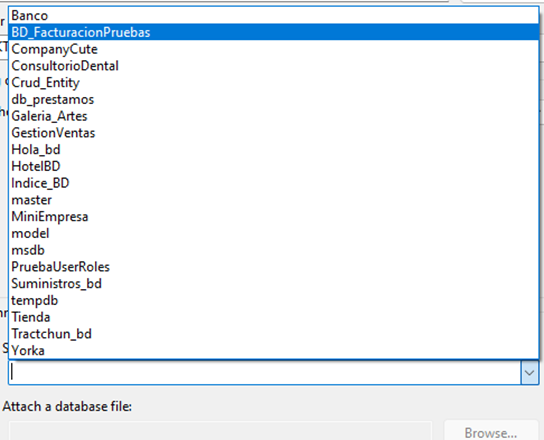 Banco
BD_FacturacionPruebas
CompanyCute
ConsultorioDental
Crud_Entity
db_prestamos
Galeria_Artes
GestionVentas
Hola_bd
HotelBD
Indice_BD
master
MiniEmpresa
model
msdb
PruebaUserRoles
Suministros_bd
tempdb
Tienda
Tractchun_bd
Yorka
Attach a database file:
Browse...